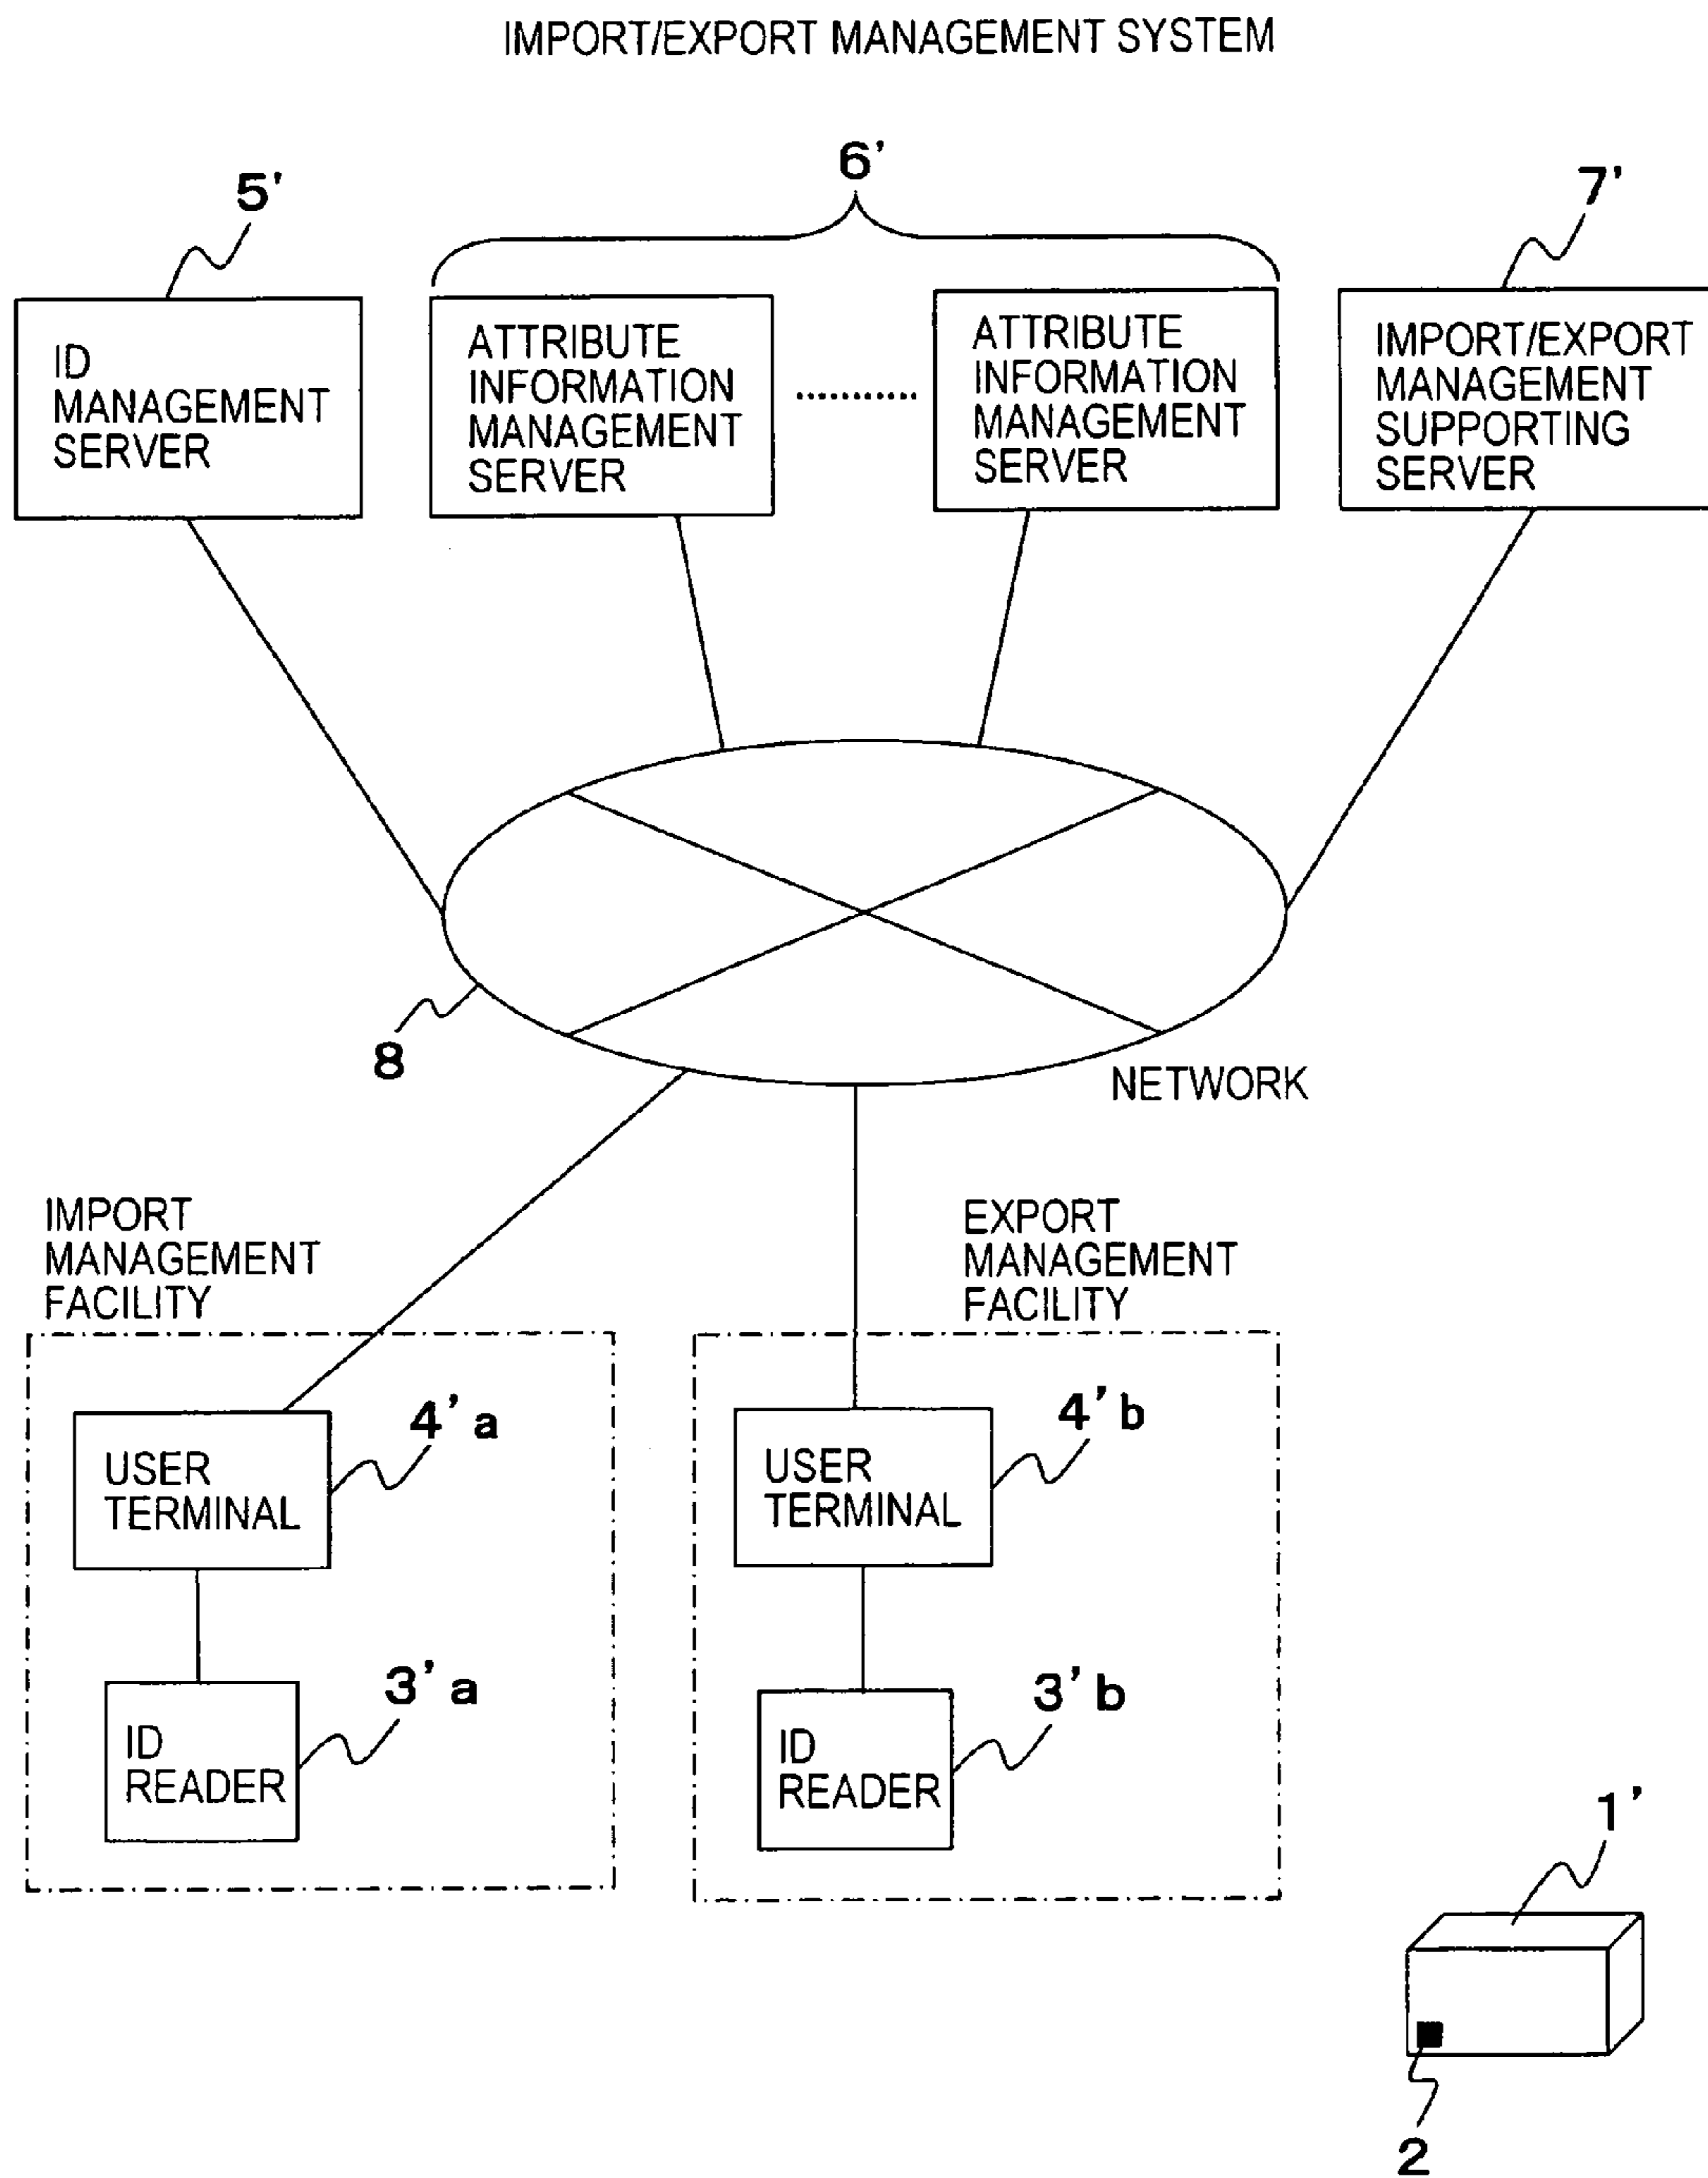 IMPORT/EXPORT MANAGEMENT SYSTEM
5'
6'
7'
ID
MANAGEMENT
SERVER
ATTRIBUTE
INFORMATION
MANAGEMENT
SERVER
ATTRIBUTE
INFORMATION
MANAGEMENT
SERVER
IMPORT/EXPORT
MANAGEMENT
SUPPORTING
SERVER
8
NETWORK
IMPORT
MANAGEMENT
FACILITY
EXPORT
MANAGEMENT
FACILITY
4'a
USER
TERMINAL
4'b
USER
TERMINAL
3'a
ID
READER
3'b
ID
READER
1'
2